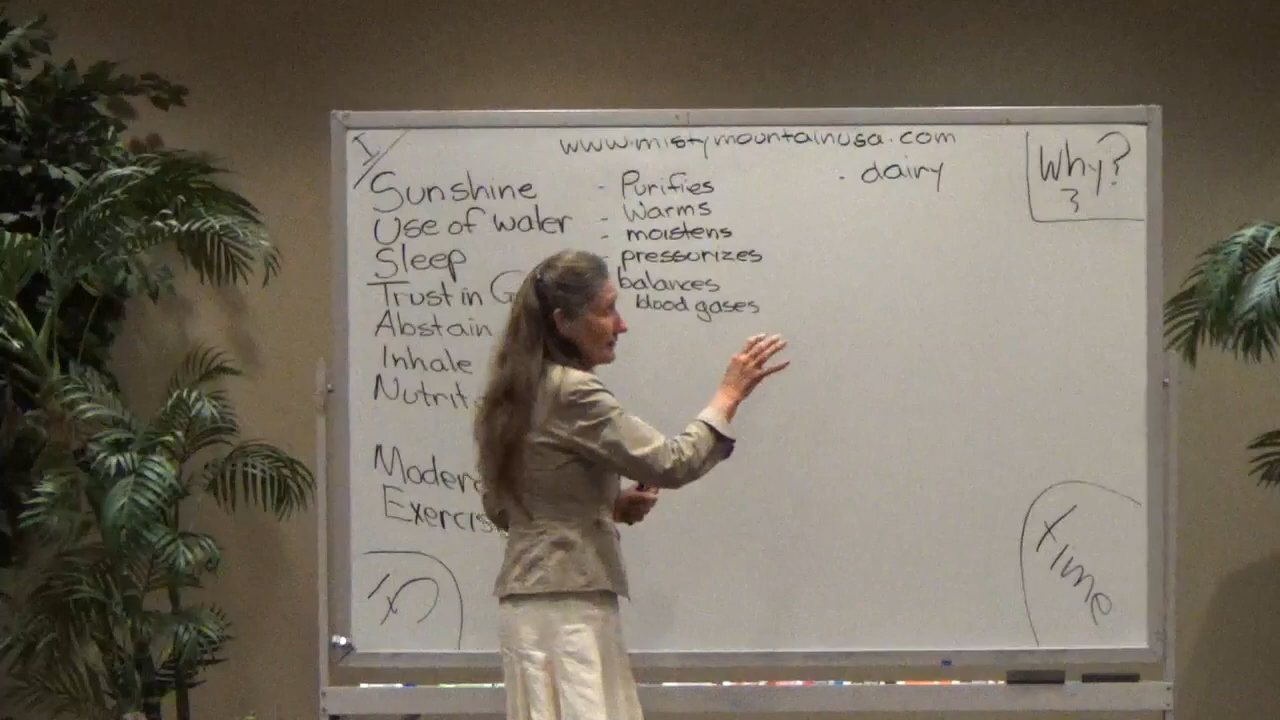 I
www.mistymountainusa.com
Sunshine
Use of water
Sleep
Trust in G
Abstain
Inhale
Nutrit
Modera
Exercis
- Purifies
- Warms
- moistens
- pressurizes
balances
blood gases
. dairy
Why?
3
Time